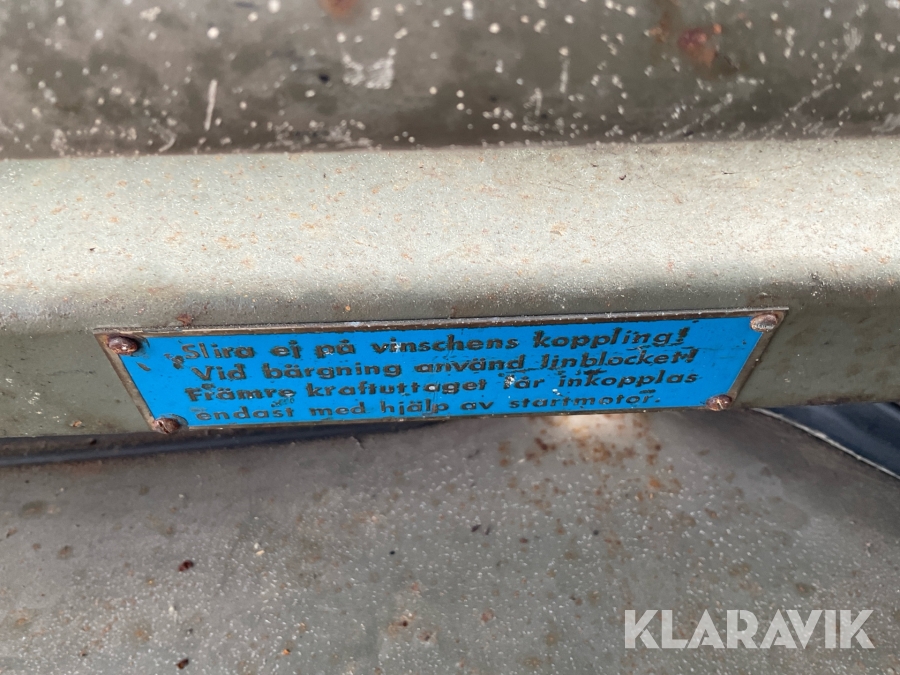 Slira ej på vinschens koppling!
Vid bärgning använd linblocket!
Främre kraftuttaget får inkopplas
endast med hjälp av startmotor.
KLARAVIK